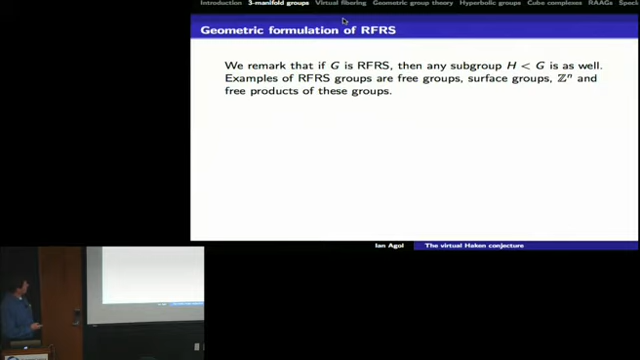 Introduction 3-manifold groups Virtual fibering Geometric group theory Hyperbolic groups Cube complexes RAAGs Speci
Geometric formulation of RFRS
We remark that if G is RFRS, then any subgroup H < G is as well.
Examples of RFRS groups are free groups, surface groups, ℤⁿ and
free products of these groups.
Ian Agol The virtual Haken conjecture